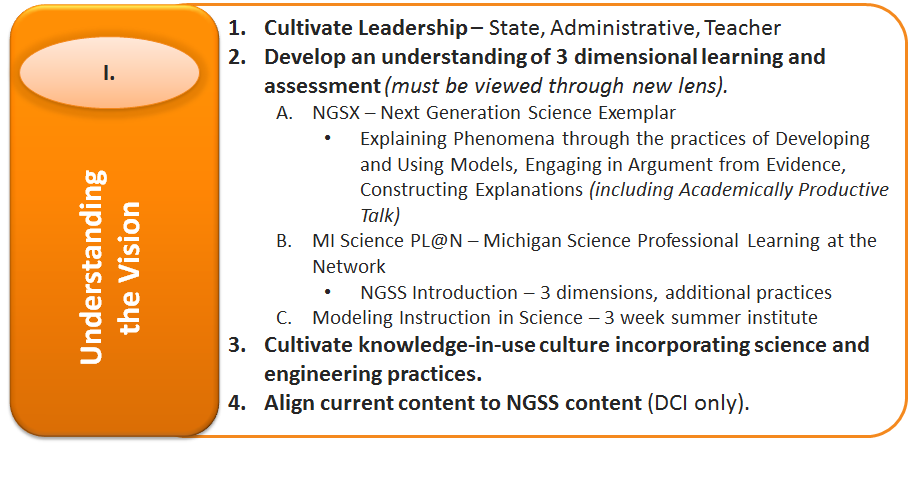 I.
Understanding
the Vision
1. Cultivate Leadership – State, Administrative, Teacher
2. Develop an understanding of 3 dimensional learning and
assessment (must be viewed through new lens).
A. NGSX – Next Generation Science Exemplar
• Explaining Phenomena through the practices of Developing
and Using Models, Engaging in Argument from Evidence,
Constructing Explanations (including Academically Productive
Talk)
B. MI Science PL@N – Michigan Science Professional Learning at the
Network
• NGSS Introduction – 3 dimensions, additional practices
C. Modeling Instruction in Science – 3 week summer institute
3. Cultivate knowledge-in-use culture incorporating science and
engineering practices.
4. Align current content to NGSS content (DCI only).